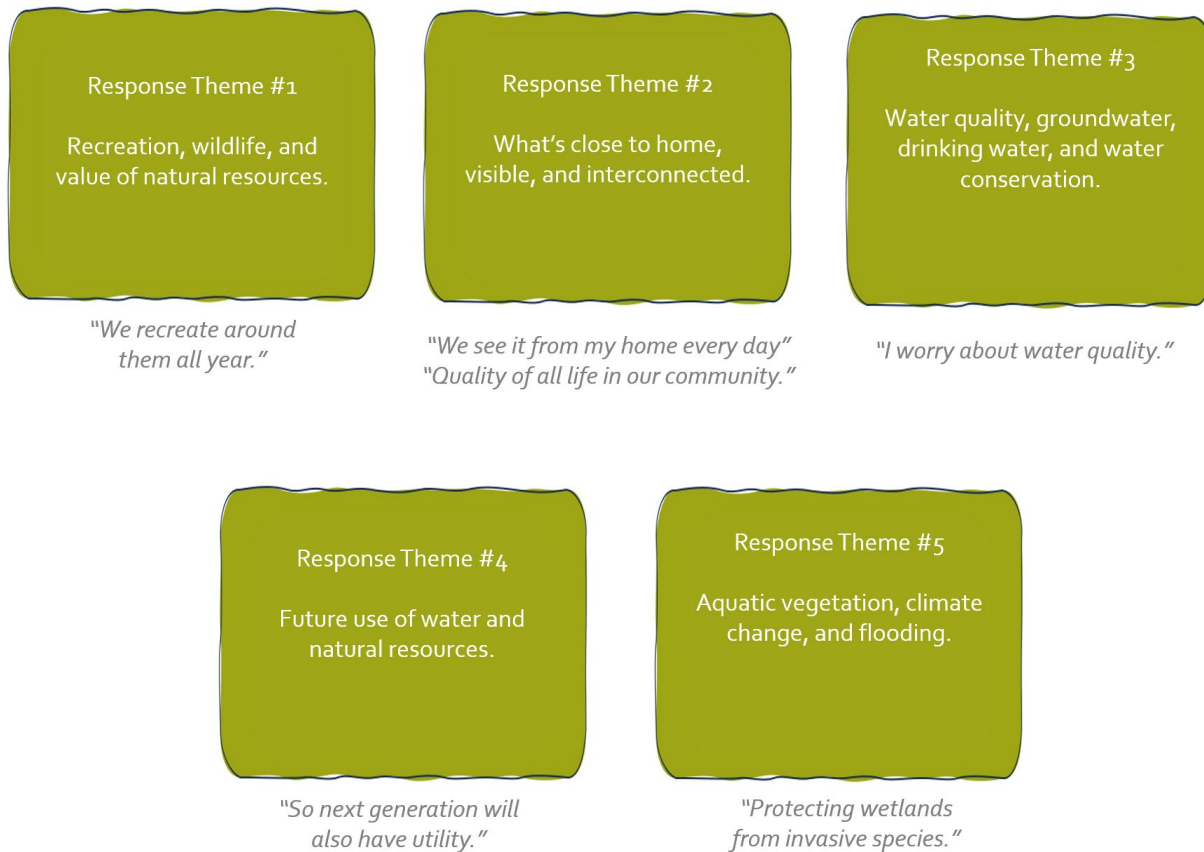 Response Theme #1
Recreation, wildlife, and
value of natural resources.
"We recreate around
them all year."
Response Theme #2
What's close to home,
visible, and interconnected.
"We see it from my home every day"
"Quality of all life in our community."
Response Theme #3
Water quality, groundwater,
drinking water, and water
conservation.
"I worry about water quality."
Response Theme #4
Future use of water and
natural resources.
"So next generation will
also have utility."
Response Theme #5
Aquatic vegetation, climate
change, and flooding.
"Protecting wetlands
from invasive species."